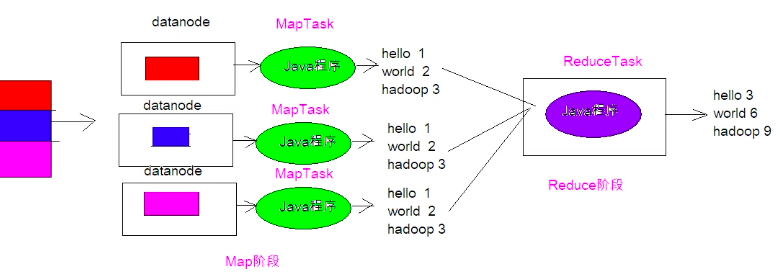 datanode
MapTask
Java程序
hello 1
world 2
hadoop 3
datanode
MapTask
Java程序
hello 1
world 2
hadoop 3
datanode
MapTask
Java程序
hello 1
world 2
hadoop 3
Map阶段
ReduceTask
Java程序
Reduce阶段
hello 3
world 6
hadoop 9